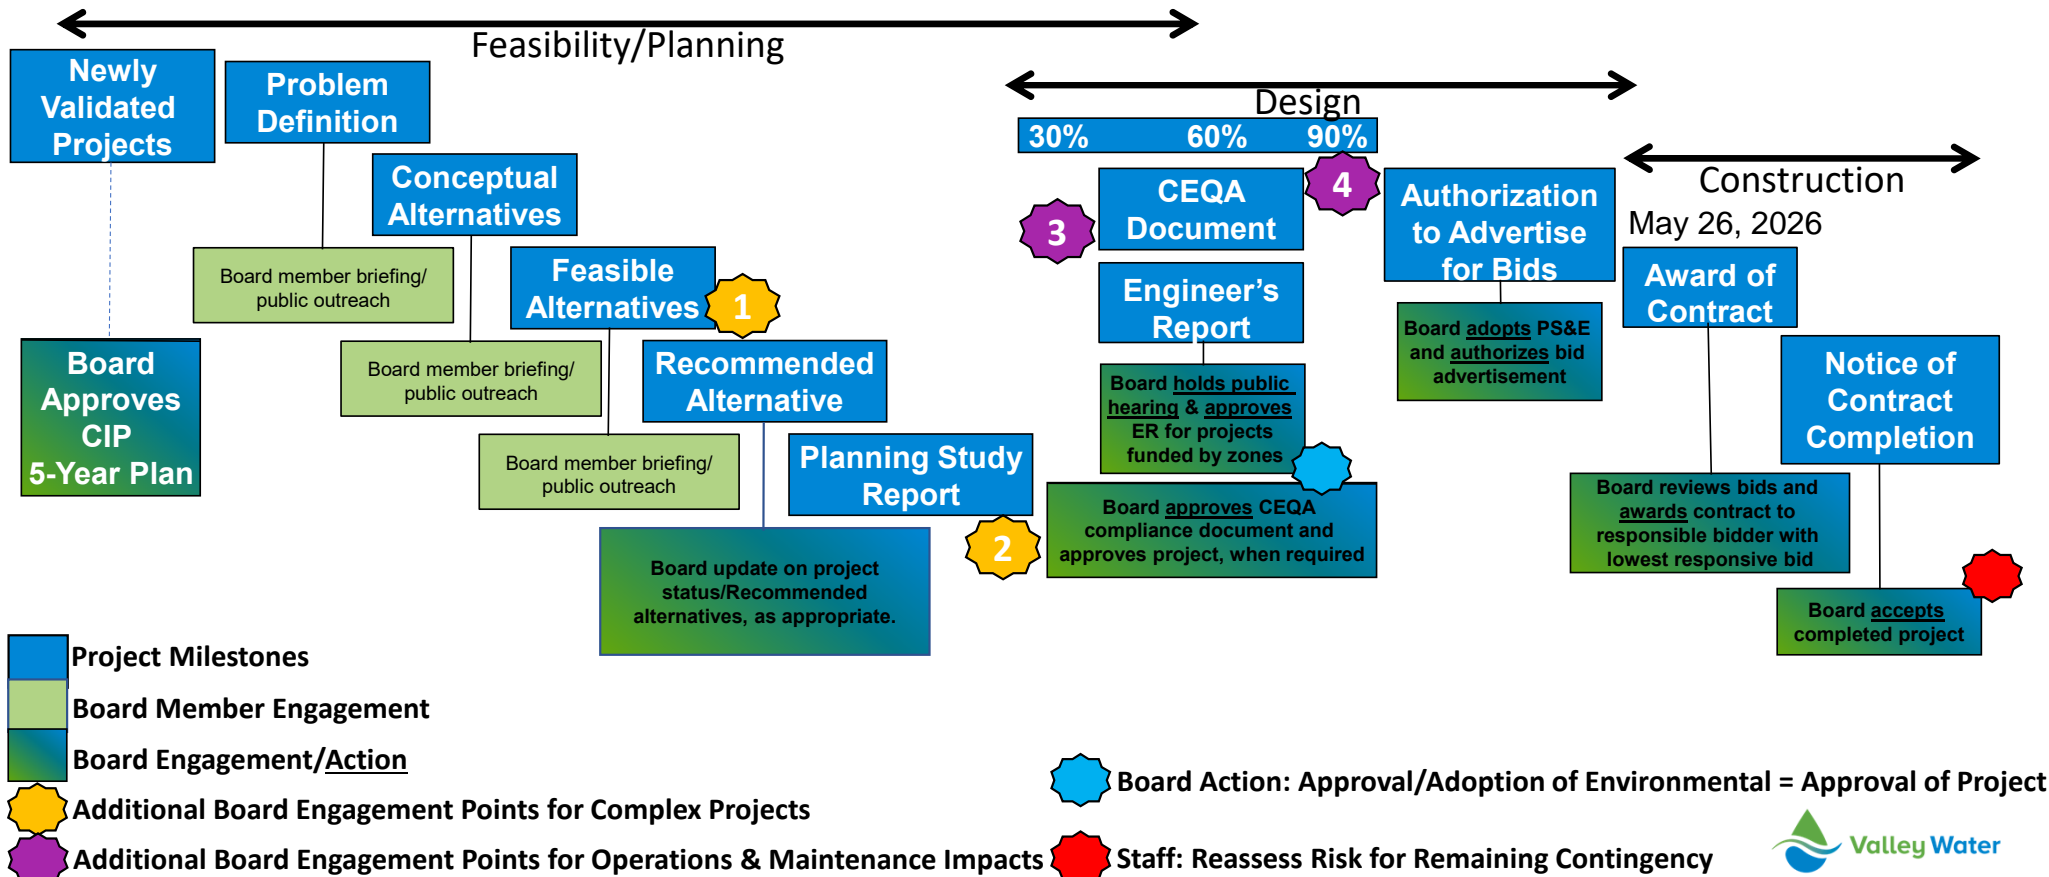 Feasibility/Planning
Newly
Validated
Projects
Board
Approves
CIP
5-Year Plan
Problem
Definition
Board member briefing/
public outreach
Conceptual
Alternatives
Board member briefing/
public outreach
Feasible
Alternatives
1
Board member briefing/
public outreach
Recommended
Alternative
Board update on project
status/Recommended
alternatives, as appropriate.
Planning Study
Report
2
Design
30% 60% 90%
3
CEQA
Document
4
Engineer's
Report
Board holds public
hearing & approves
ER for projects
funded by zones
Board approves CEQA
compliance document and
approves project, when required
Authorization
to Advertise
for Bids
Board adopts PS&E
and authorizes bid
advertisement
Construction
May 26, 2026
Award of
Contract
Board reviews bids and
awards contract to
responsible bidder with
lowest responsive bid
Notice of
Contract
Completion
Board accepts
completed project
Project Milestones
Board Member Engagement
Board Engagement/Action
Additional Board Engagement Points for Complex Projects
Additional Board Engagement Points for Operations & Maintenance Impacts
Board Action: Approval/Adoption of Environmental = Approval of Project
Staff: Reassess Risk for Remaining Contingency
Valley Water